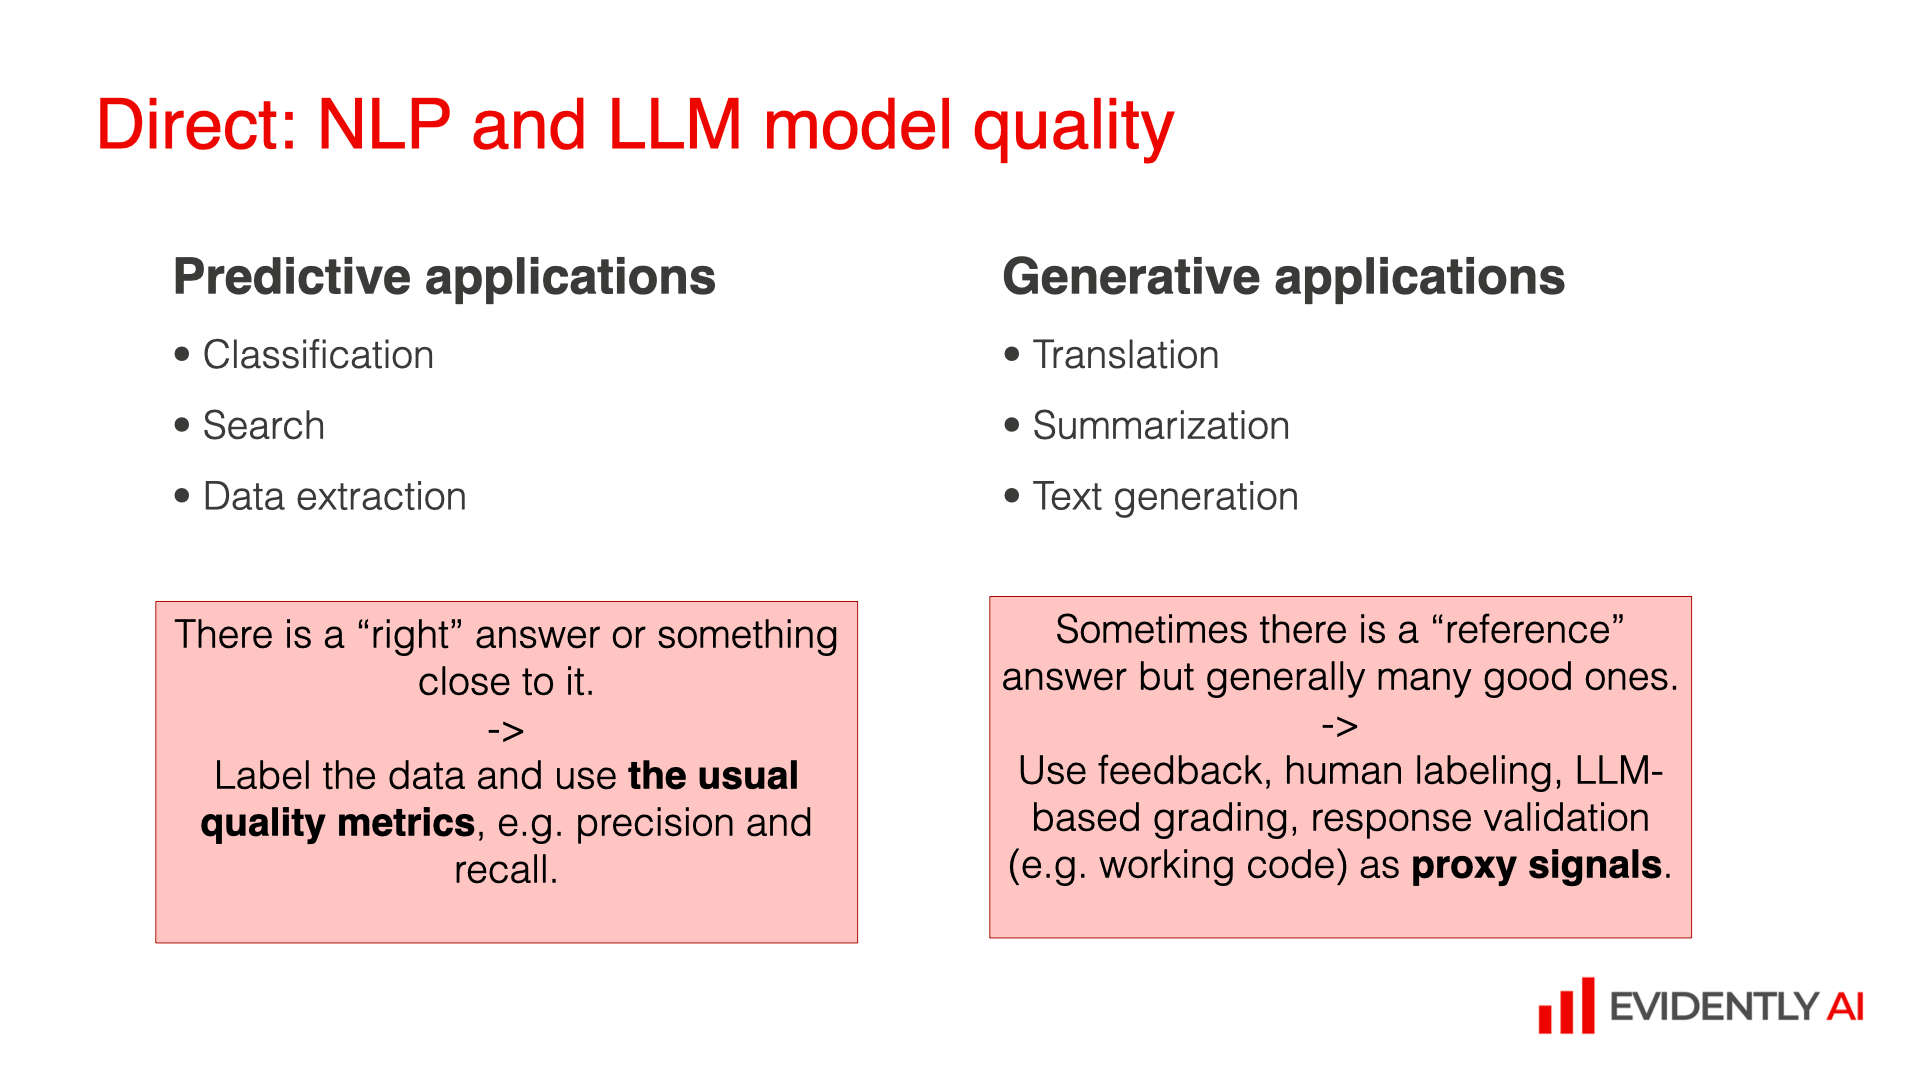 Direct: NLP and LLM model quality
Predictive applications
• Classification
• Search
• Data extraction
There is a “right” answer or something
close to it.
->
Label the data and use the usual
quality metrics, e.g. precision and
recall.
Generative applications
• Translation
• Summarization
• Text generation
Sometimes there is a “reference”
answer but generally many good ones.
->
Use feedback, human labeling, LLM-
based grading, response validation
(e.g. working code) as proxy signals.
EVIDENTLY AI